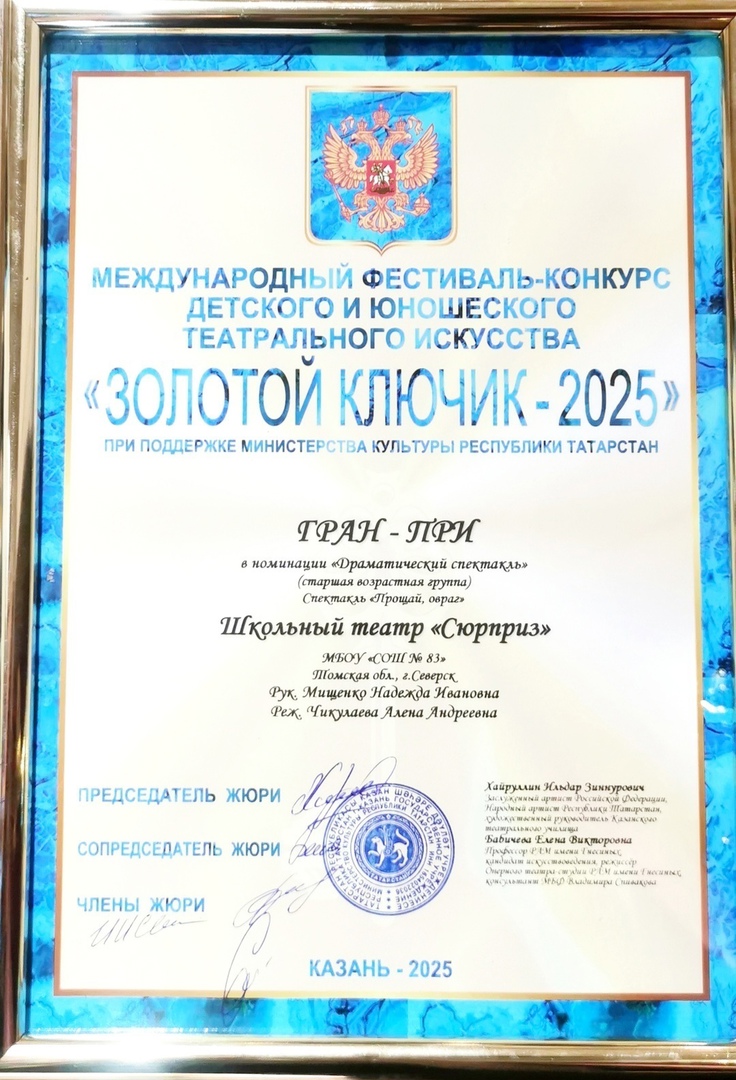 МЕЖДУНАРОДНЫЙ ФЕСТИВАЛЬ-КОНКУРС
ДЕТСКОГО И ЮНОШЕСКОГО
ТЕАТРАЛЬНОГО ИСКУССТВА
«ЗОЛОТОЙ КЛЮЧИК - 2025»
ПРИ ПОДДЕРЖКЕ МИНИСТЕРСТВА КУЛЬТУРЫ РЕСПУБЛИКИ ТАТАРСТАН
ГРАН - ПРИ
в номинации «Драматический спектакль»
(старшая возрастная группа)
Спектакль «Прощай, овраг»
Школьный театр «Сюрприз»
МБОУ «СОШ № 83»
Томская обл., г.Северск
Рук. Мищенко Надежда Ивановна
Реж. Чикулаева Алена Андреевна
ПРЕДСЕДАТЕЛЬ ЖЮРИ
Хайруллин Ильдар Зиннурович
Заслуженный артист Российской Федерации,
Народный артист Республики Татарстан,
художественный руководитель Казанского
театрального училища
СОПРЕДСЕДАТЕЛЬ ЖЮРИ
Бабичева Елена Викторовна
Профессор РАМ имени Гнесиных,
кандидат искусствоведения, режиссёр
Оперного театра-студии РАМ имени Гнесиных,
консультант МБФ Владимира Спивакова
ЧЛЕНЫ ЖЮРИ
КАЗАНЬ - 2025